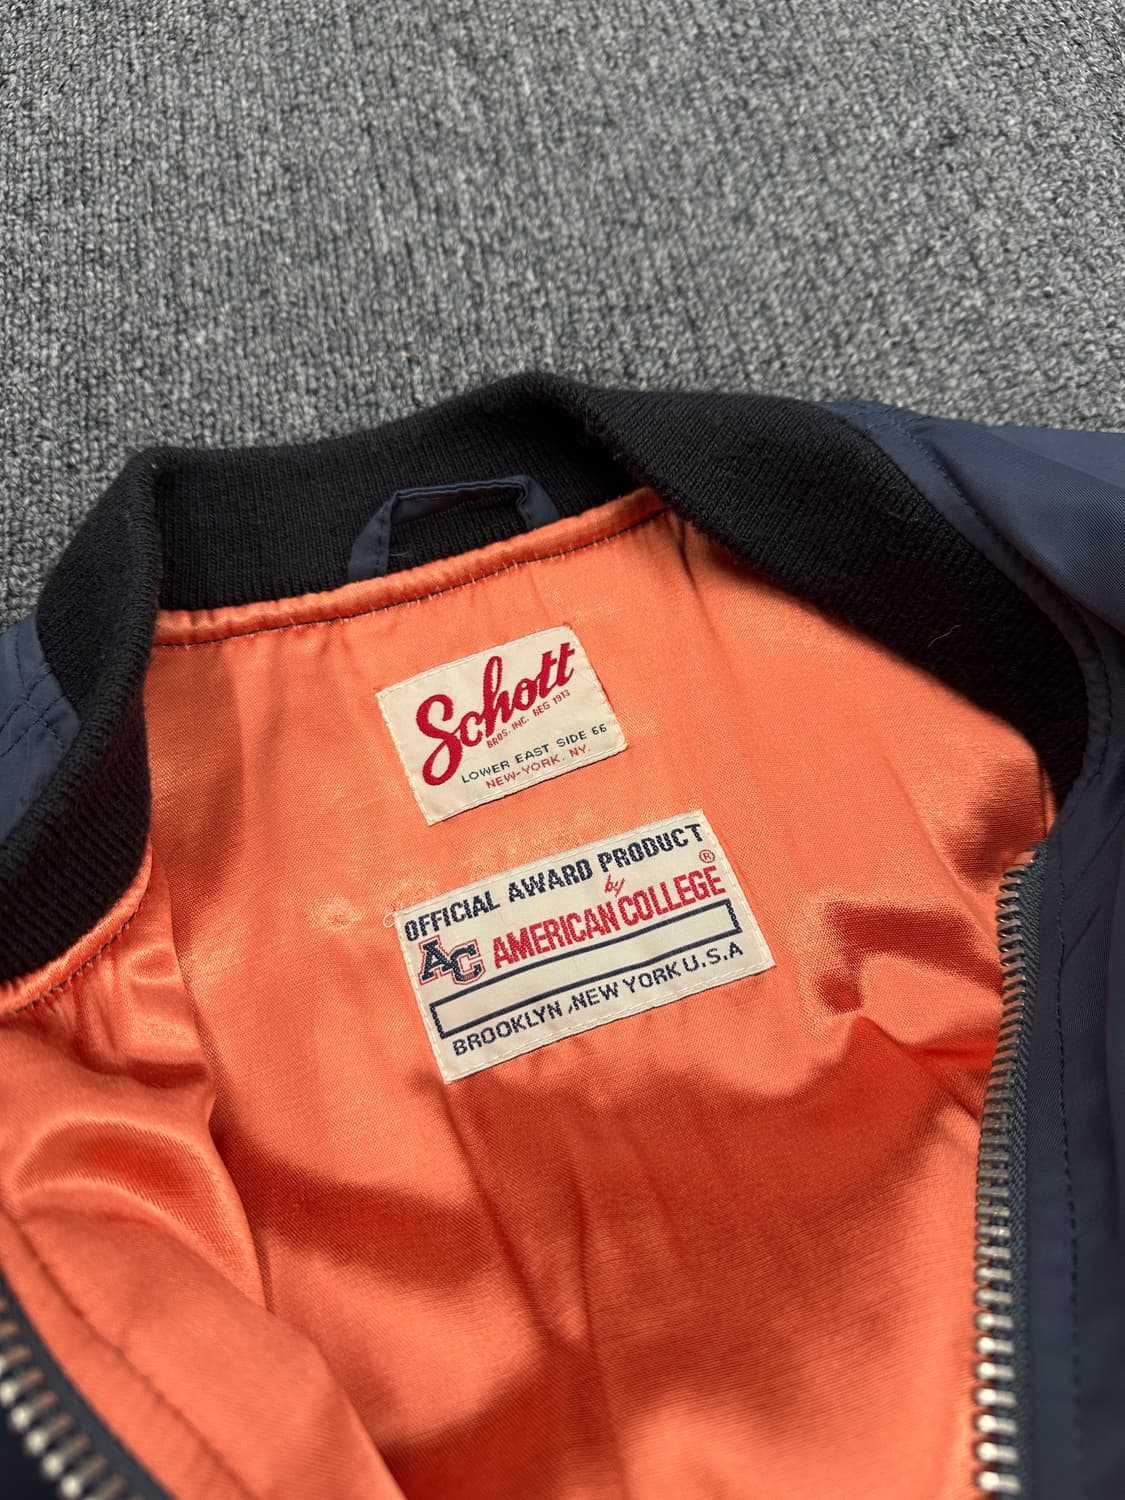 Schott
BROS. INC. REG 1913
LOWER EAST SIDE 66
NEW-YORK. NY.
OFFICIAL AWARD PRODUCT
by ®
AC AMERICAN COLLEGE
BROOKLYN ,NEW YORK U.S.A